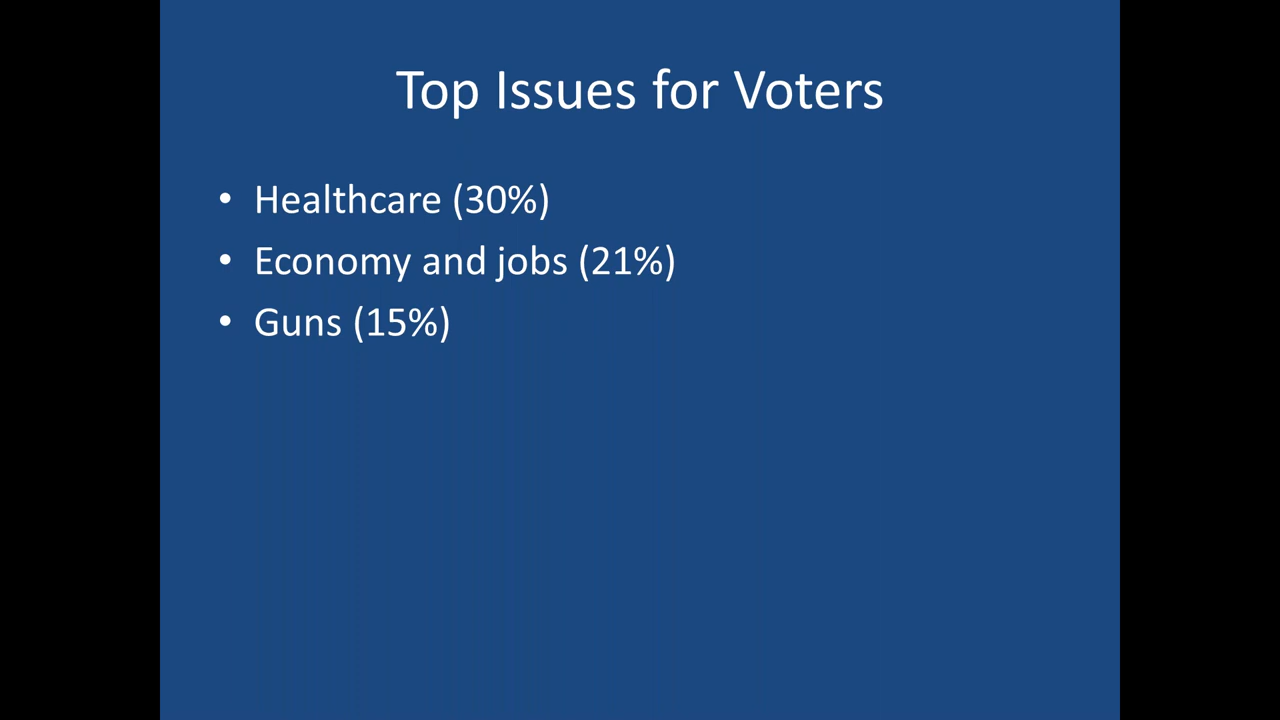 Top Issues for Voters
• Healthcare (30%)
• Economy and jobs (21%)
• Guns (15%)